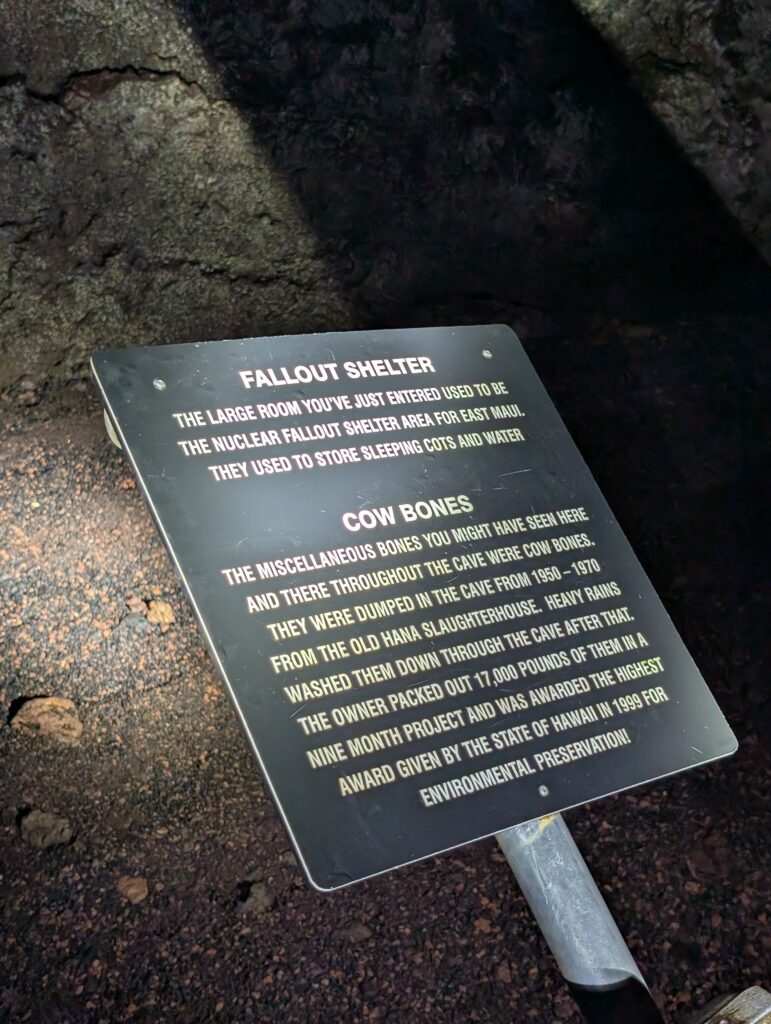 FALLOUT SHELTER
THE LARGE ROOM YOU'VE JUST ENTERED USED TO BE
THE NUCLEAR FALLOUT SHELTER AREA FOR EAST MAUI.
THEY USED TO STORE SLEEPING COTS AND WATER
COW BONES
THE MISCELLANEOUS BONES YOU MIGHT HAVE SEEN HERE
AND THERE THROUGHOUT THE CAVE WERE COW BONES.
THEY WERE DUMPED IN THE CAVE FROM 1950 – 1970
FROM THE OLD HANA SLAUGHTERHOUSE. HEAVY RAINS
WASHED THEM DOWN THROUGH THE CAVE AFTER THAT.
THE OWNER PACKED OUT 17,000 POUNDS OF THEM IN A
NINE MONTH PROJECT AND WAS AWARDED THE HIGHEST
AWARD GIVEN BY THE STATE OF HAWAII IN 1999 FOR
ENVIRONMENTAL PRESERVATION!